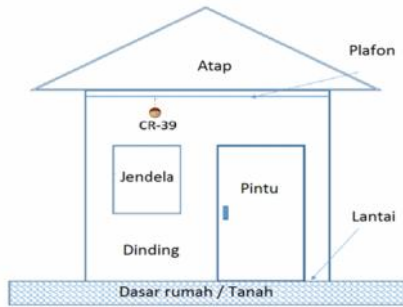 Plafon
Atap
CR-39
Jendela
Pintu
Lantai
Dinding
Dasar rumah / Tanah